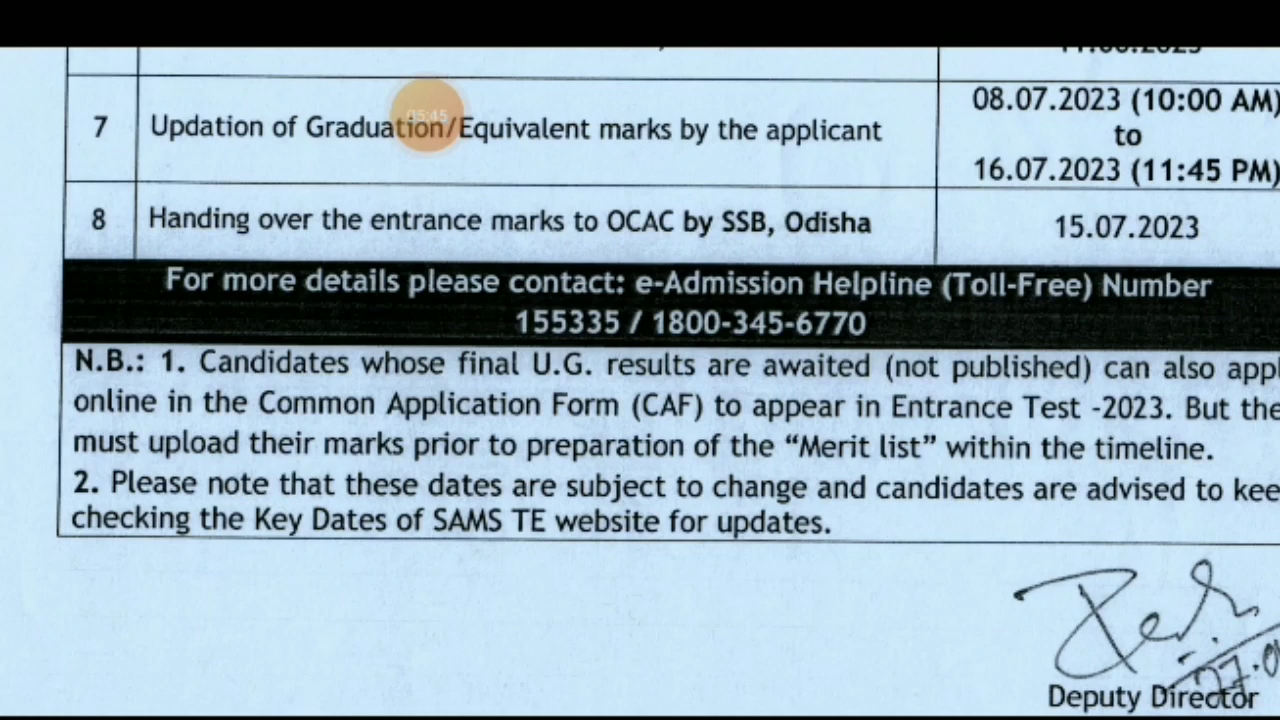 7
Updation of Graduation/Equivalent marks by the applicant
08.07.2023 (10:00 AM)
to
16.07.2023 (11:45 PM)
8
Handing over the entrance marks to OCAC by SSB, Odisha
15.07.2023
For more details please contact: e-Admission Helpline (Toll-Free) Number
155335 / 1800-345-6770
N.B.: 1. Candidates whose final U.G. results are awaited (not published) can also appl
online in the Common Application Form (CAF) to appear in Entrance Test -2023. But the
must upload their marks prior to preparation of the “Merit list” within the timeline.
2. Please note that these dates are subject to change and candidates are advised to kee
checking the Key Dates of SAMS TE website for updates.
Deputy Director
05:45